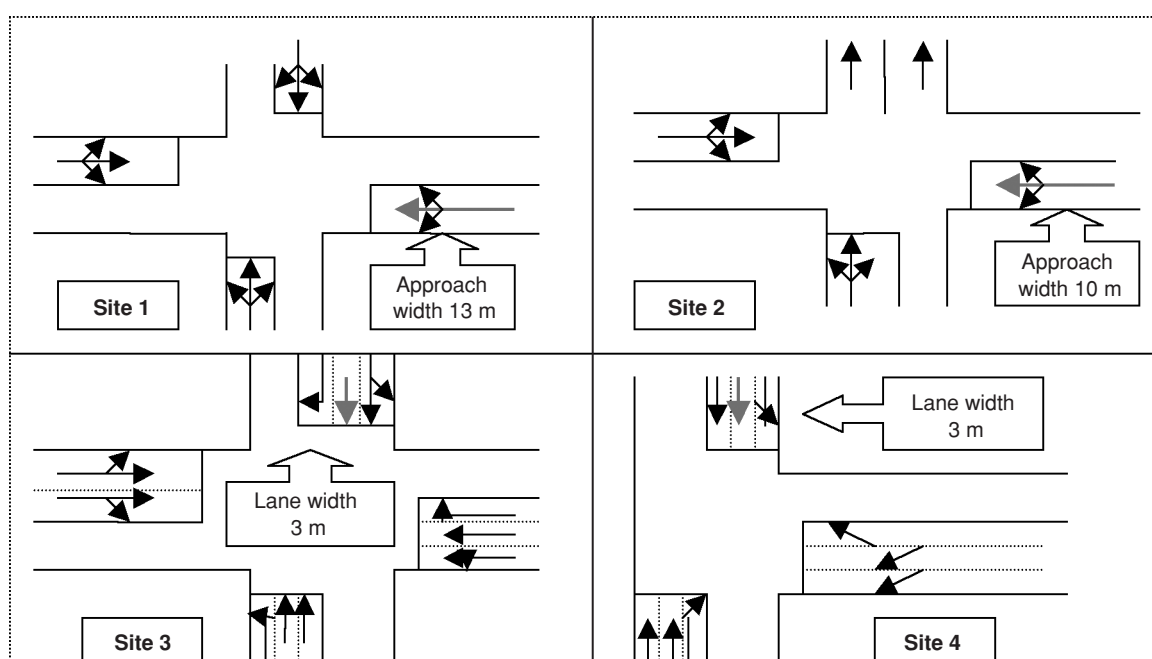 Approach
width 13 m
Site 1
Approach
width 10 m
Site 2
Lane width
3 m
Site 3
Lane width
3 m
Site 4